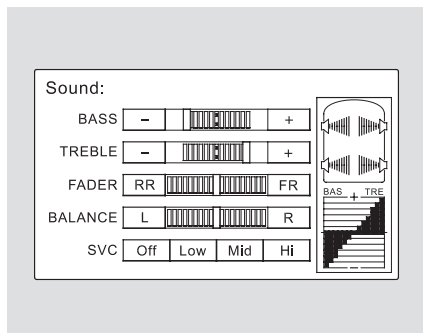 Sound:
BASS - +
TREBLE - +
FADER RR FR
BALANCE L R
SVC Off Low Mid Hi
BAS + TRE
-